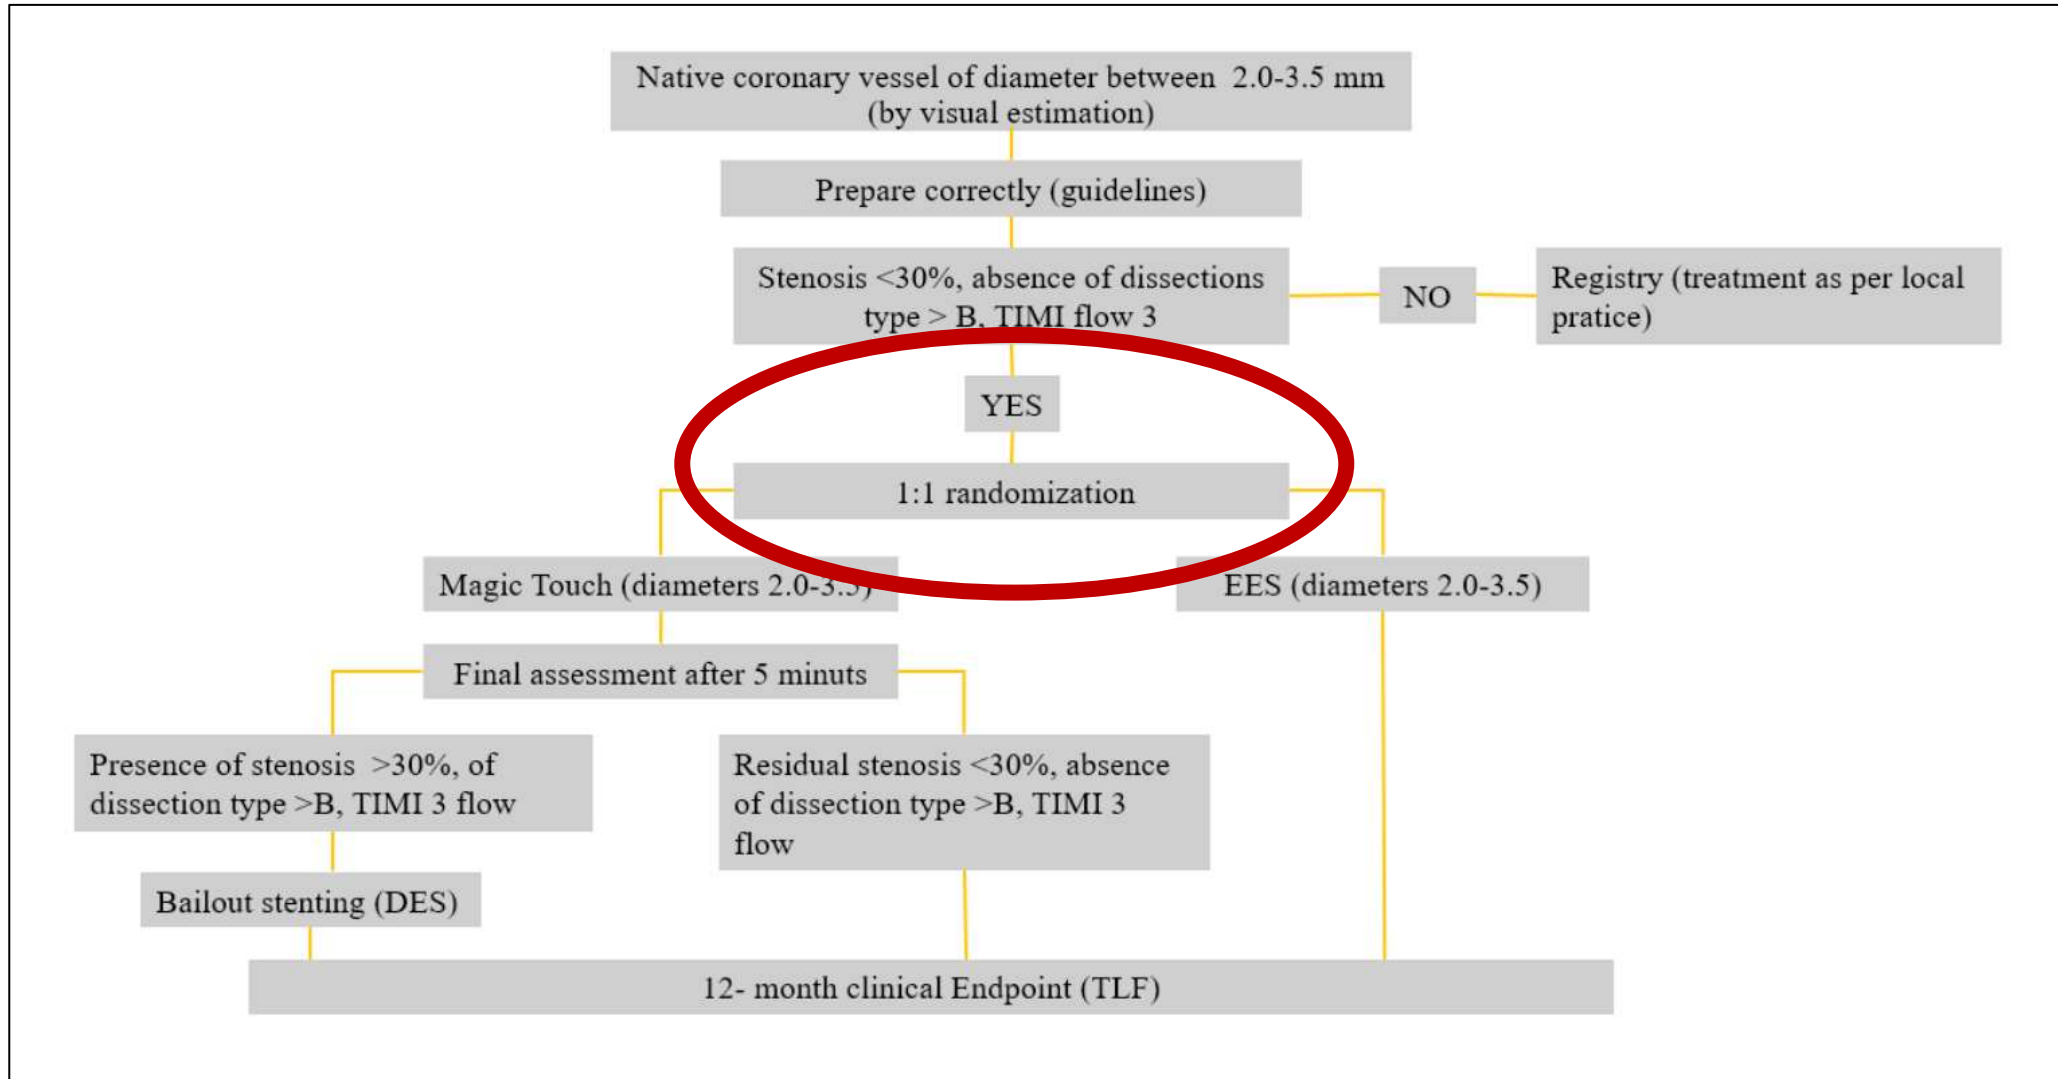 Native coronary vessel of diameter between 2.0-3.5 mm
(by visual estimation)
Prepare correctly (guidelines)
Stenosis <30%, absence of dissections
type > B, TIMI flow 3
NO
Registry (treatment as per local
pratice)
YES
1:1 randomization
Magic Touch (diameters 2.0-3.5)
EES (diameters 2.0-3.5)
Final assessment after 5 minuts
Presence of stenosis >30%, of
dissection type >B, TIMI 3 flow
Residual stenosis <30%, absence
of dissection type >B, TIMI 3
flow
Bailout stenting (DES)
12- month clinical Endpoint (TLF)